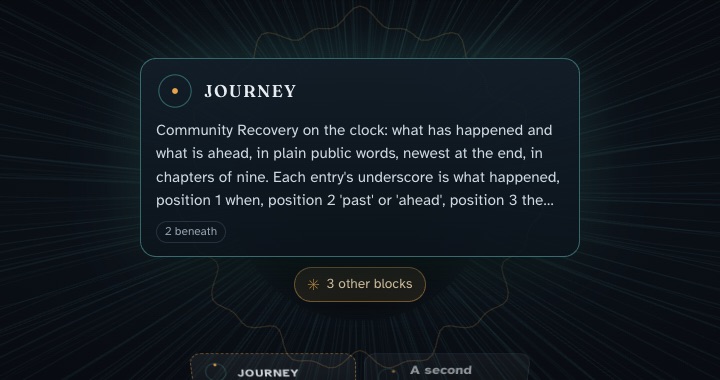 JOURNEY
Community Recovery on the clock: what has happened and
what is ahead, in plain public words, newest at the end, in
chapters of nine. Each entry's underscore is what happened,
position 1 when, position 2 'past' or 'ahead', position 3 the...
2 beneath
3 other blocks
JOURNEY
A second